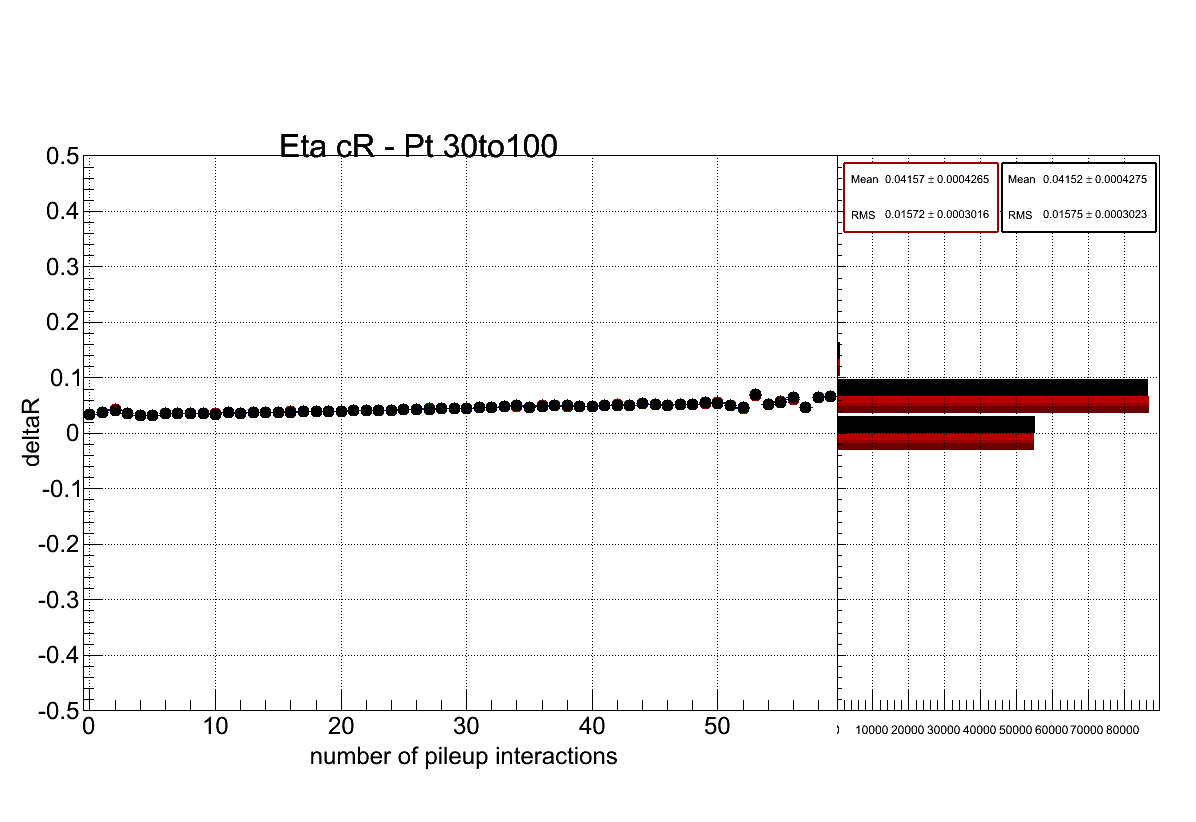 Eta cR - Pt 30to100
0.5
0.4
0.3
0.2
0.1
0
-0.1
-0.2
-0.3
-0.4
-0.5
deltaR
0 10 20 30 40 50
number of pileup interactions
Mean 0.04157 ± 0.0004265
RMS 0.01572 ± 0.0003016
Mean 0.04152 ± 0.0004275
RMS 0.01575 ± 0.0003023
10000 20000 30000 40000 50000 60000 70000 80000